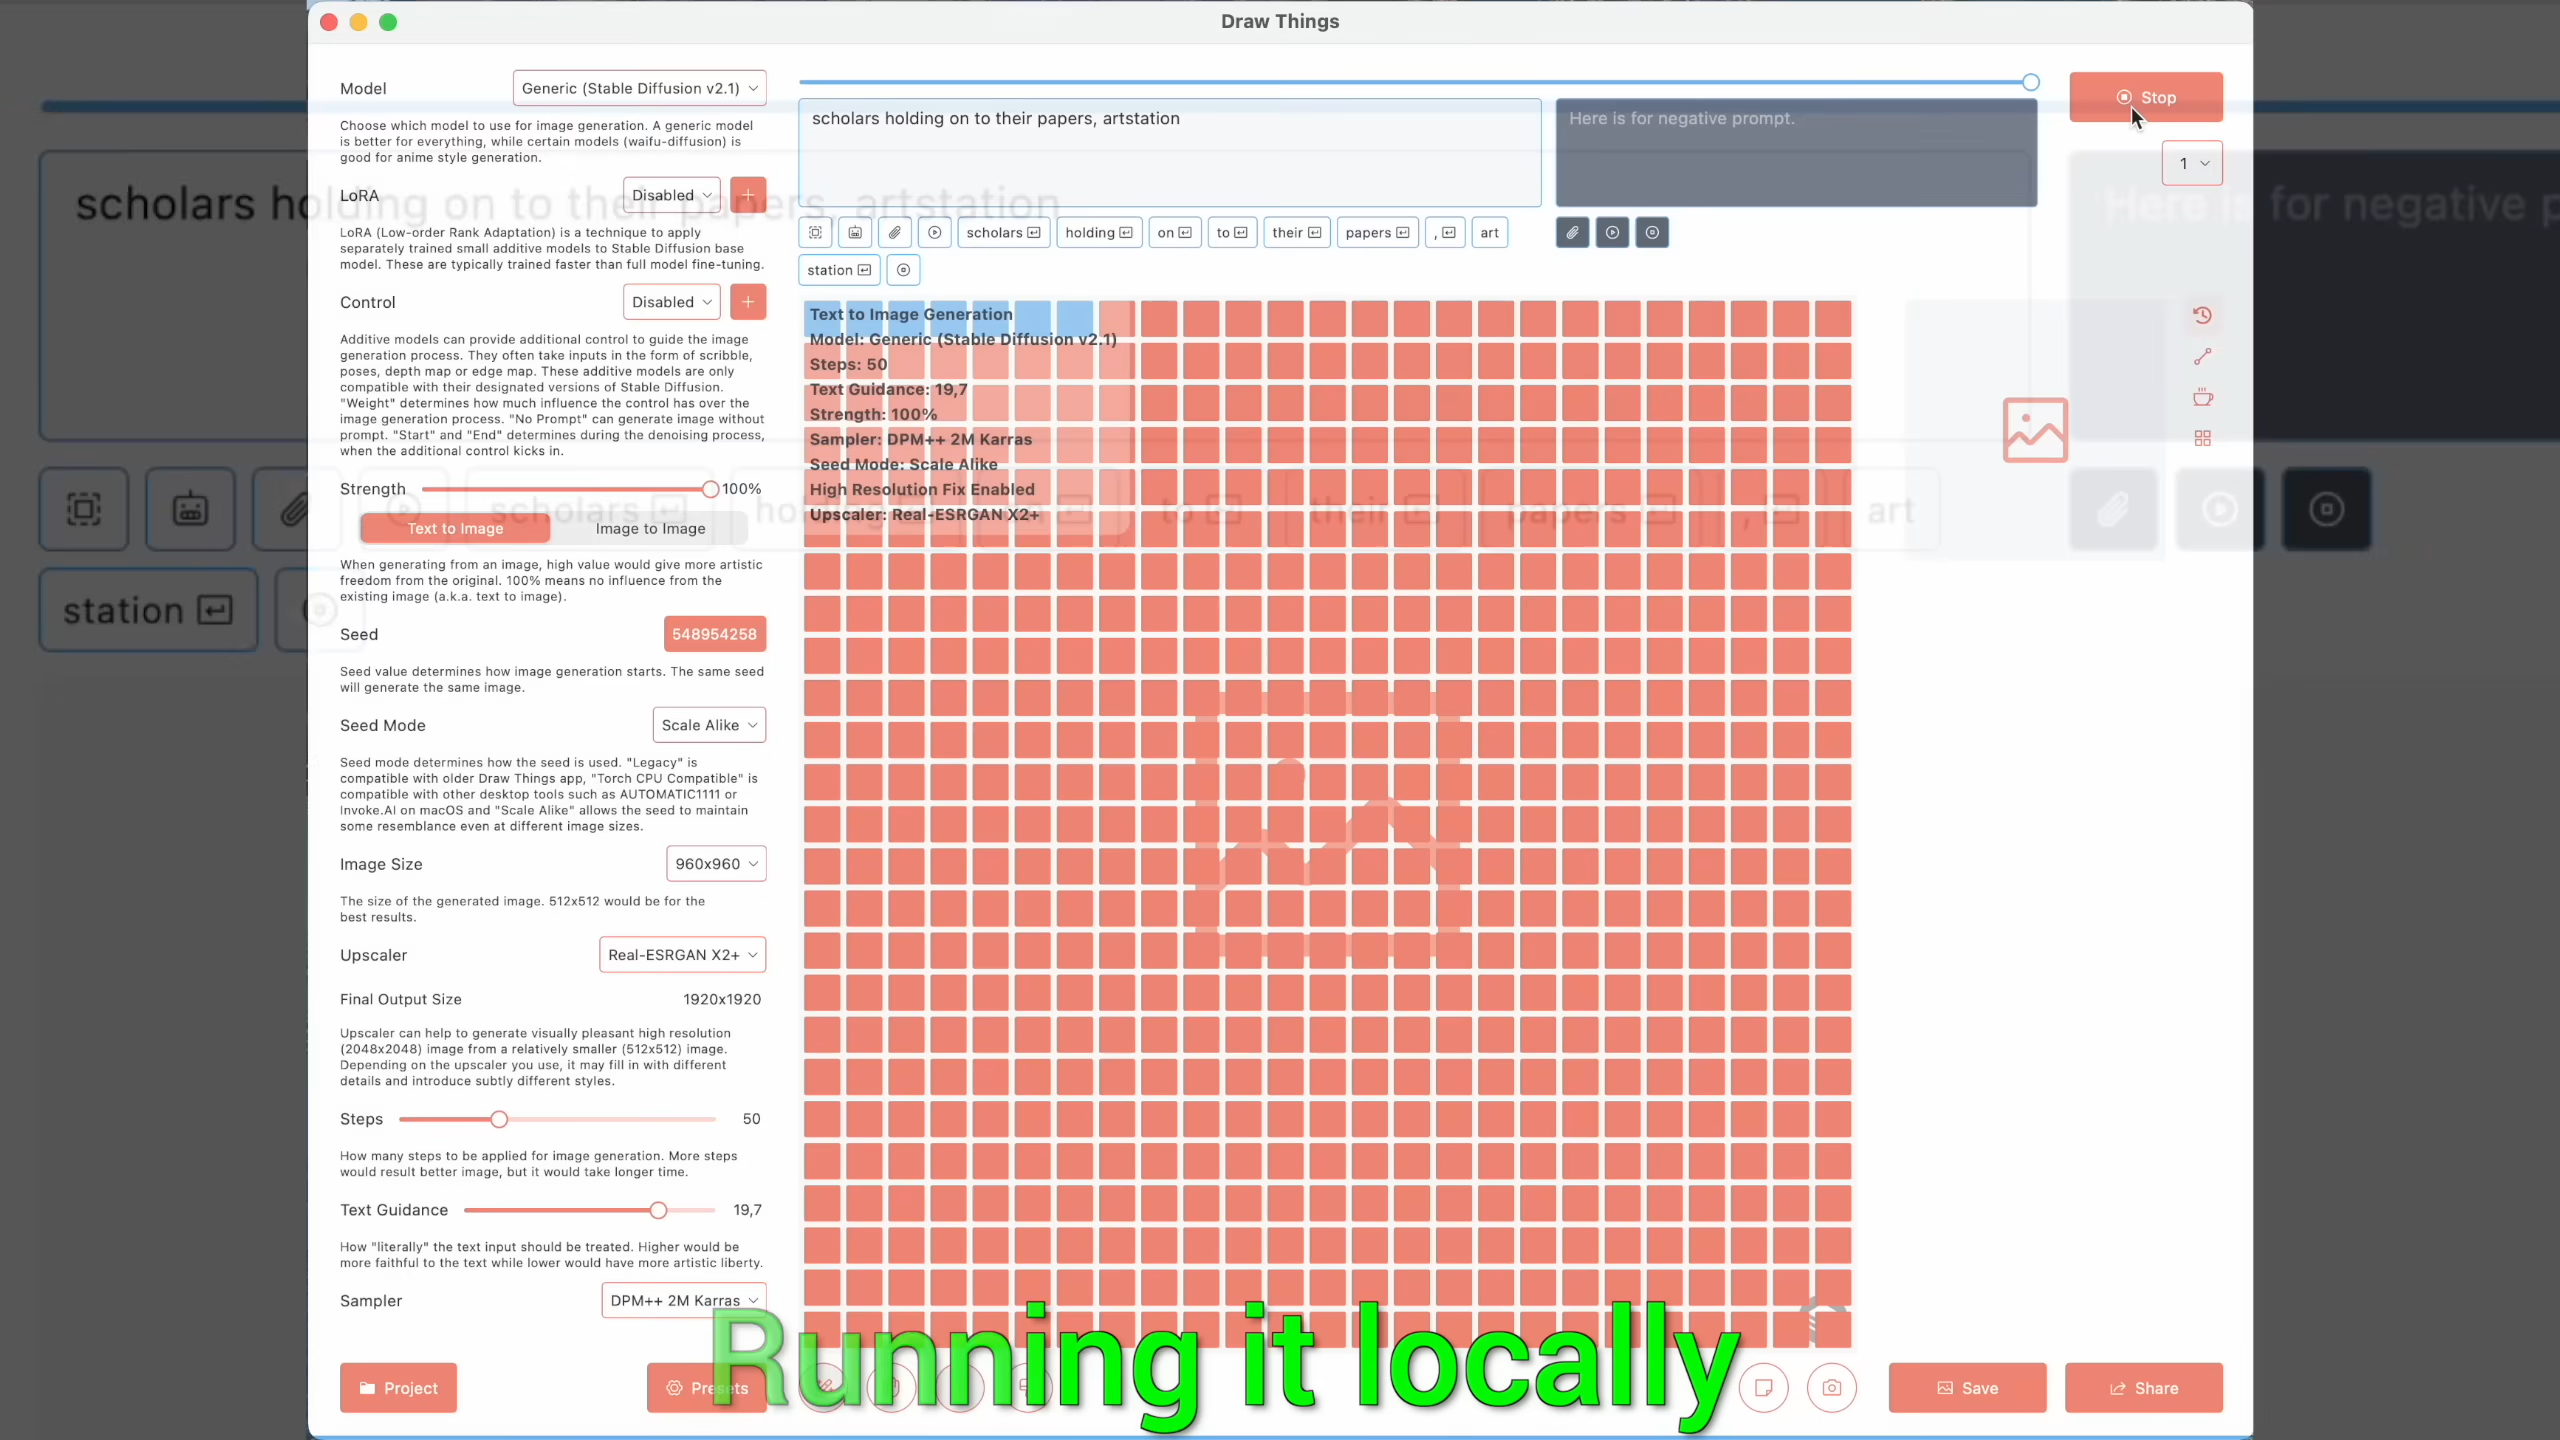 Draw Things
Model
Generic (Stable Diffusion v2.1)
Choose which model to use for image generation. A generic model
is better for everything, while certain models (waifu-diffusion) is
good for anime style generation.
LoRA
Disabled
+
LoRA (Low-order Rank Adaptation) is a technique to apply
separately trained small additive models to Stable Diffusion base
model. These are typically trained faster than full model fine-tuning.
Control
Disabled
+
Additive models can provide additional control to guide the image
generation process. They often take inputs in the form of scribble,
poses, depth map or edge map. These additive models are only
compatible with their designated versions of Stable Diffusion.
"Weight" determines how much influence the control has over the
image generation process. "No Prompt" can generate image without
prompt. "Start" and "End" determines during the denoising process,
when the additional control kicks in.
Strength
100%
Text to Image
Image to Image
When generating from an image, high value would give more artistic
freedom from the original. 100% means no influence from the
existing image (a.k.a. text to image).
Seed
548954258
Seed value determines how image generation starts. The same seed
will generate the same image.
Seed Mode
Scale Alike
Seed mode determines how the seed is used. "Legacy" is
compatible with older Draw Things app, "Torch CPU Compatible" is
compatible with other desktop tools such as AUTOMATIC1111 or
Invoke.AI on macOS and "Scale Alike" allows the seed to maintain
some resemblance even at different image sizes.
Image Size
960x960
The size of the generated image. 512x512 would be for the
best results.
Upscaler
Real-ESRGAN X2+
Final Output Size
1920x1920
Upscaler can help to generate visually pleasant high resolution
(2048x2048) image from a relatively smaller (512x512) image.
Depending on the upscaler you use, it may fill in with different
details and introduce subtly different styles.
Steps
50
How many steps to be applied for image generation. More steps
would result better image, but it would take longer time.
Text Guidance
19,7
How "literally" the text input should be treated. Higher would be
more faithful to the text while lower would have more artistic liberty.
Sampler
DPM++ 2M Karras
Project
Presets
scholars holding on to their papers, artstation
Here is for negative prompt.
Stop
1
scholars holding on to their papers , art
station
Text to Image Generation
Model: Generic (Stable Diffusion v2.1)
Steps: 50
Text Guidance: 19,7
Strength: 100%
Sampler: DPM++ 2M Karras
Seed Mode: Scale Alike
High Resolution Fix Enabled
Upscaler: Real-ESRGAN X2+
Save
Share
scholars holding on to their papers, artstation
Here is for negative p
scholars
to their papers , art
station
Running it locally